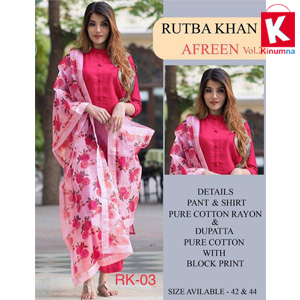 RUTBA KHAN
AFREEN Vol.2
K
Kinumna
DETAILS
PANT & SHIRT
PURE COTTON RAYON
&
DUPATTA
PURE COTTON
WITH
BLOCK PRINT
RK-03
SIZE AVILABLE - 42 & 44